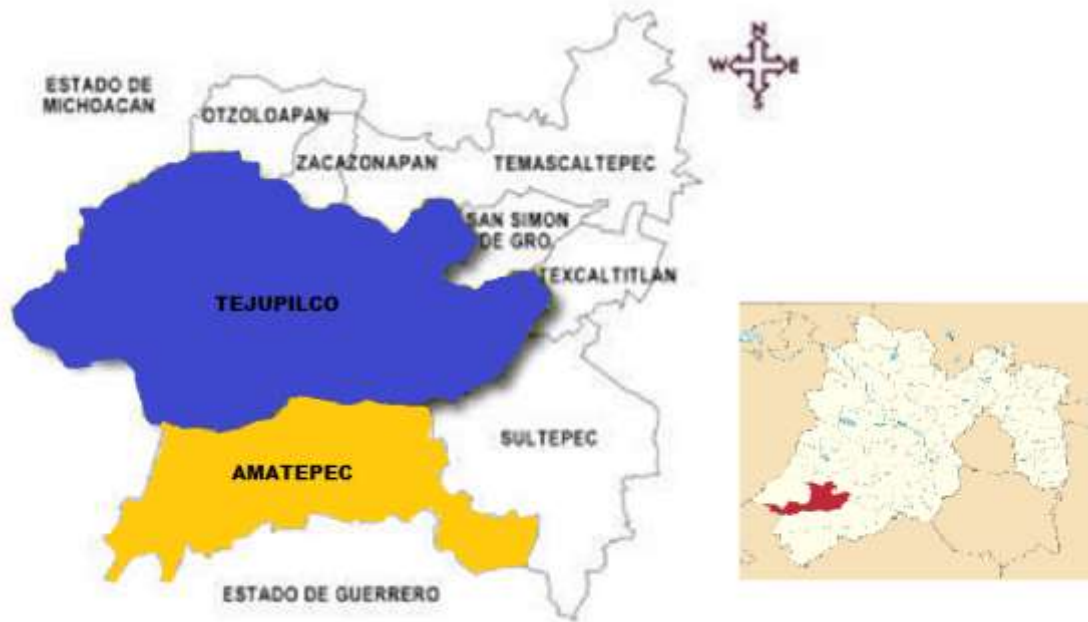 N
W E
S
ESTADO DE
MICHOACAN
OTZOLOAPAN
ZACAZONAPAN
TEMASCALTEPEC
SAN SIMON
DE GRO.
TEXCALTITLAN
TEJUPILCO
SULTEPEC
AMATEPEC
ESTADO DE GUERRERO